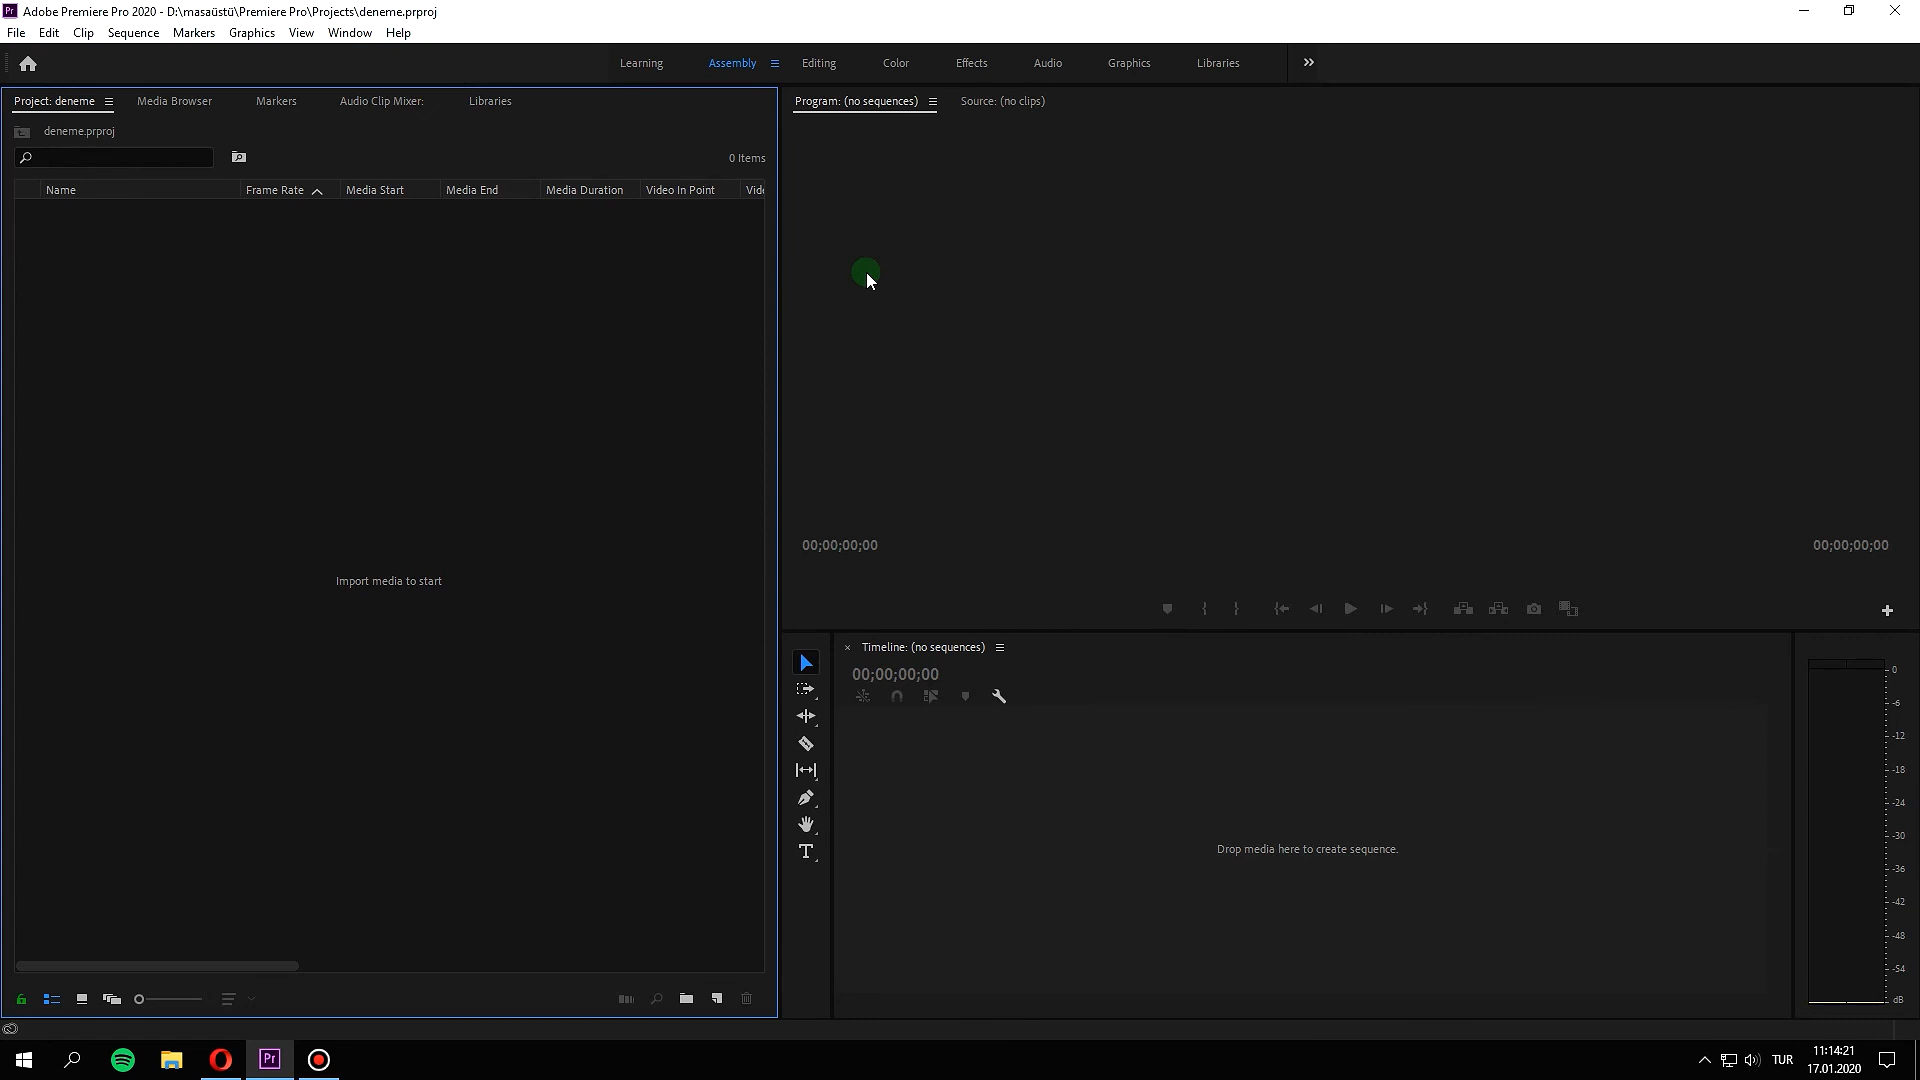 Pr Adobe Premiere Pro 2020 - D:\masaüstü\Premiere Pro\Projects\deneme.prproj
File Edit Clip Sequence Markers Graphics View Window Help
Learning Assembly Editing Color Effects Audio Graphics Libraries
Project: deneme Media Browser Markers Audio Clip Mixer: Libraries
Program: (no sequences) Source: (no clips)
deneme.prproj
0 Items
Name Frame Rate Media Start Media End Media Duration Video In Point Vide
Import media to start
00;00;00;00 00;00;00;00
Timeline: (no sequences)
00;00;00;00
Drop media here to create sequence.
0
-6
-12
-18
-24
-30
-36
-42
-48
-54
dB
Pr
TUR
11:14:21
17.01.2020